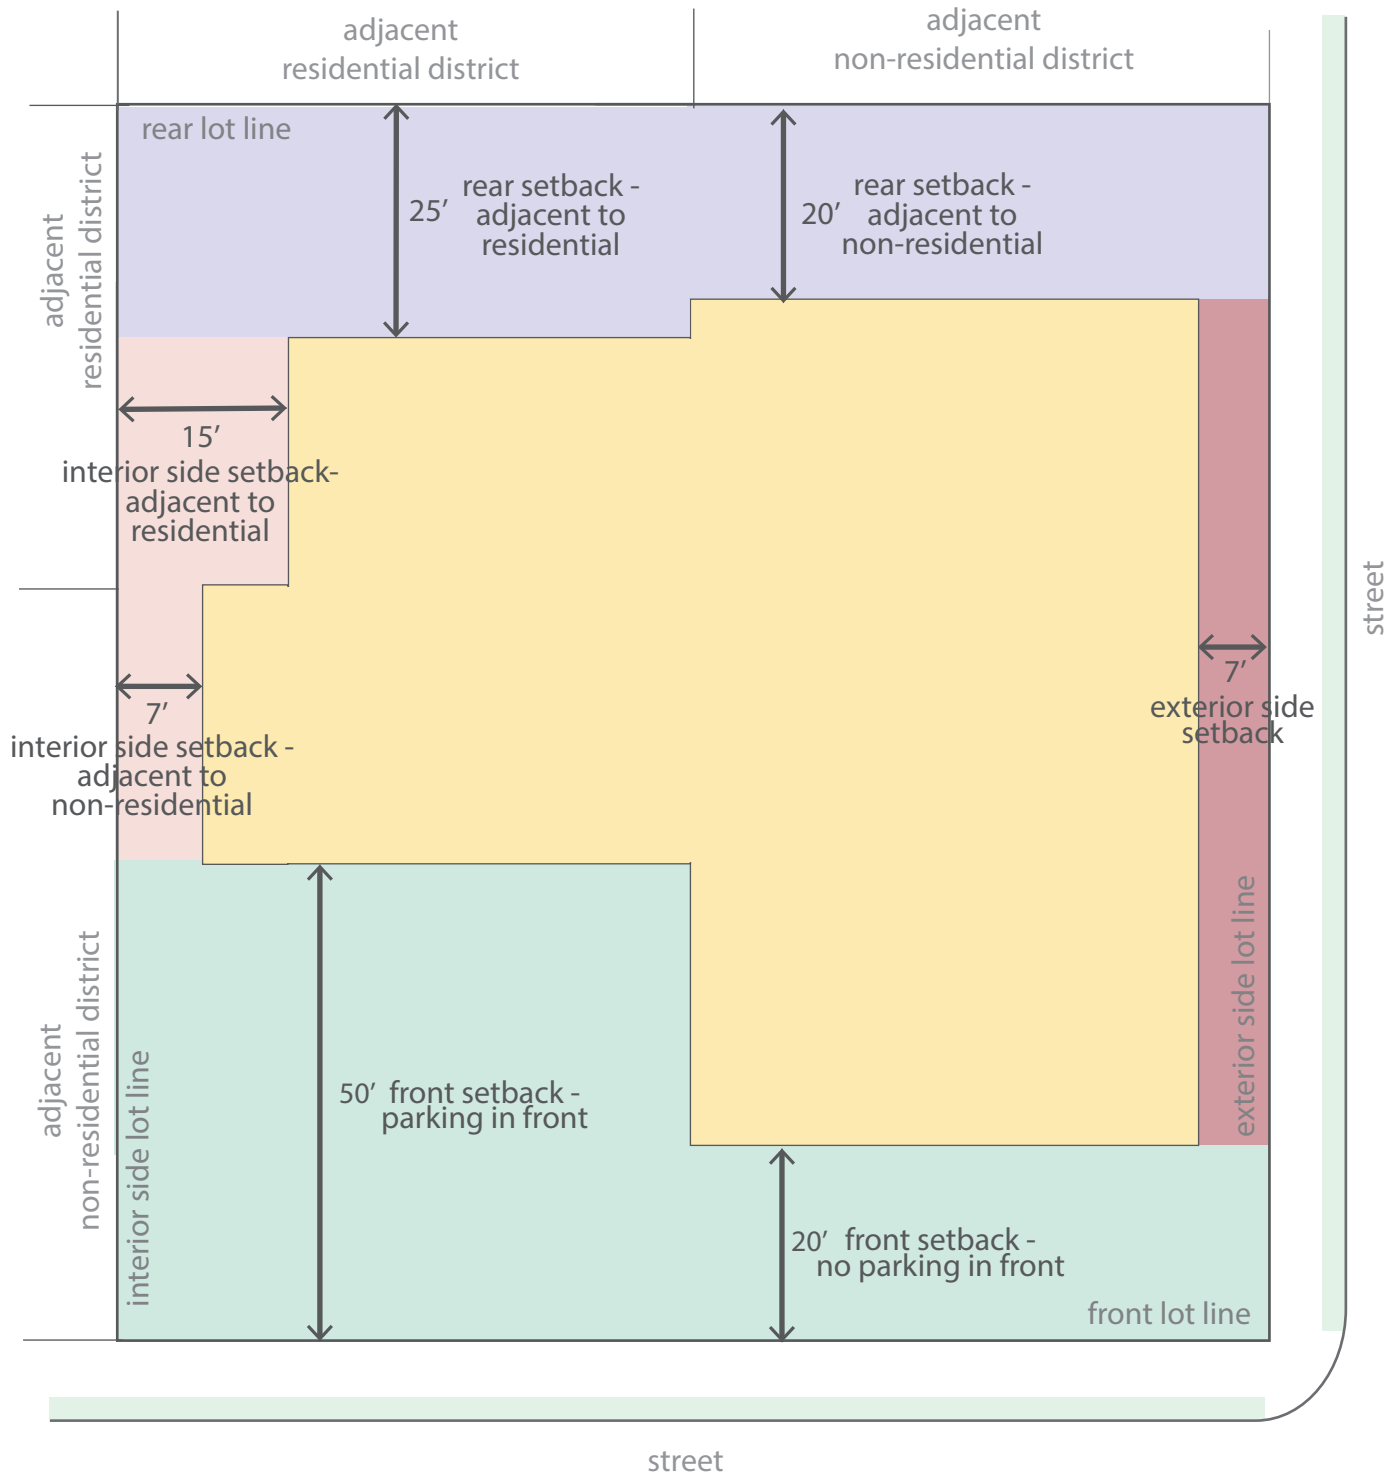 adjacent
residential district
adjacent
non-residential district
rear lot line
adjacent
residential district
25’
rear setback -
adjacent to
residential
20’
rear setback -
adjacent to
non-residential
15’
interior side setback-
adjacent to
residential
street
7’
interior side setback -
adjacent to
non-residential
7’
exterior side
setback
exterior side lot line
adjacent
non-residential district
interior side lot line
50’ front setback -
parking in front
20’ front setback -
no parking in front
front lot line
street